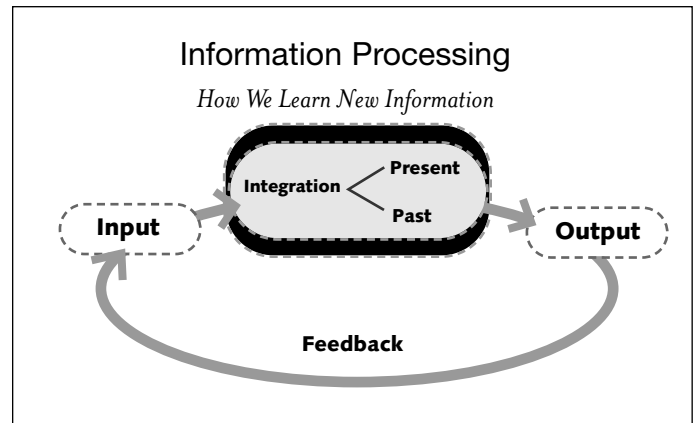 Information Processing
How We Learn New Information
Present
Integration
Past
Input
Output
Feedback